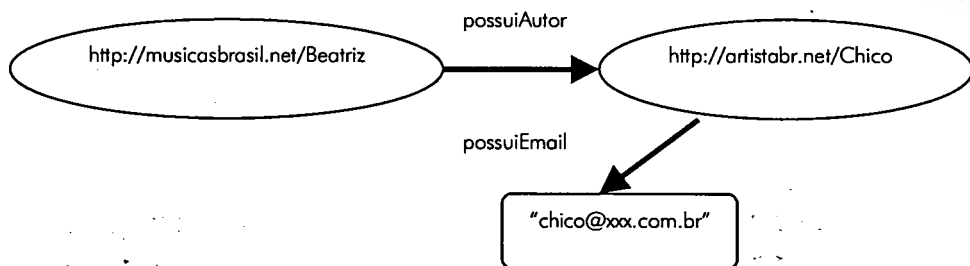 possuiAutor
http://musicasbrasil.net/Beatriz
http://artistabr.net/Chico
possuiEmail
"chico@xxx.com.br"